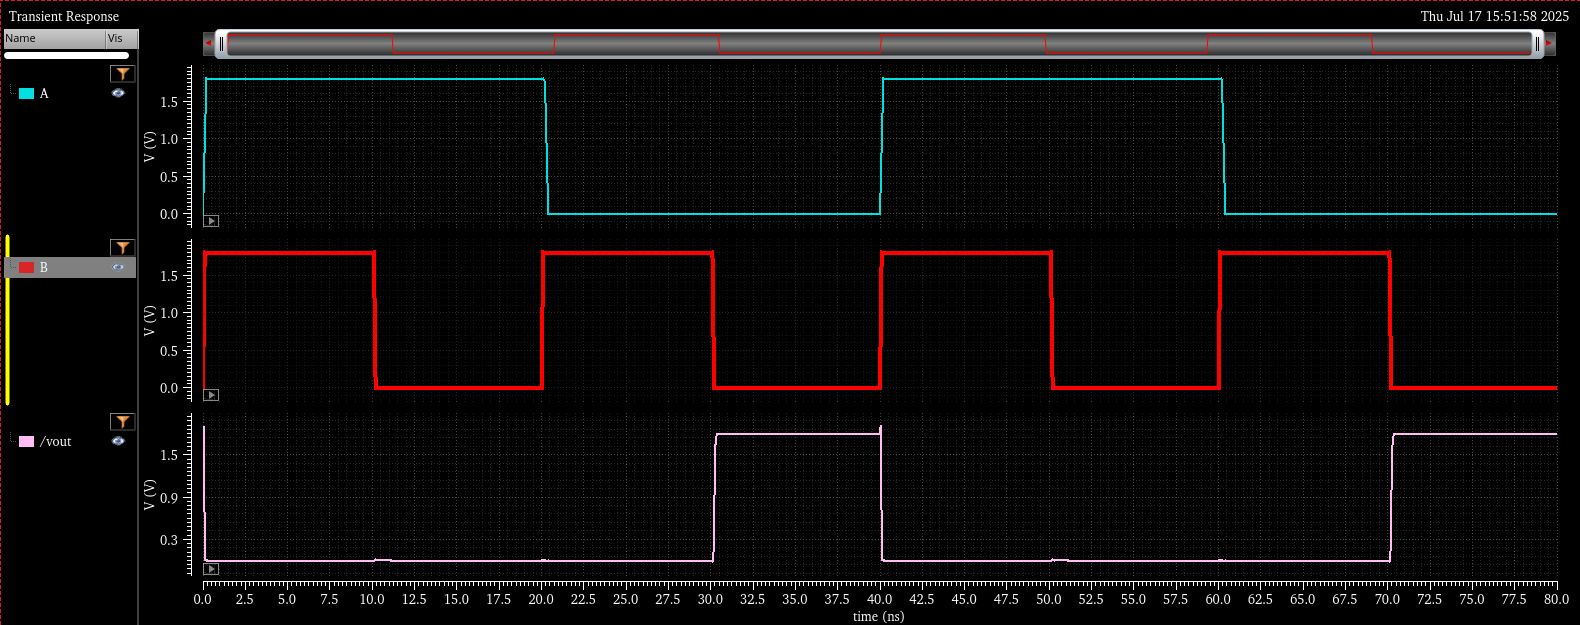 Transient Response
Thu Jul 17 15:51:58 2025
Name Vis
A
V (V)
1.5
1.0
0.5
0.0
B
V (V)
1.5
1.0
0.5
0.0
/vout
V (V)
1.5
0.9
0.3
0.0 2.5 5.0 7.5 10.0 12.5 15.0 17.5 20.0 22.5 25.0 27.5 30.0 32.5 35.0 37.5 40.0 42.5 45.0 47.5 50.0 52.5 55.0 57.5 60.0 62.5 65.0 67.5 70.0 72.5 75.0 77.5 80.0
time (ns)